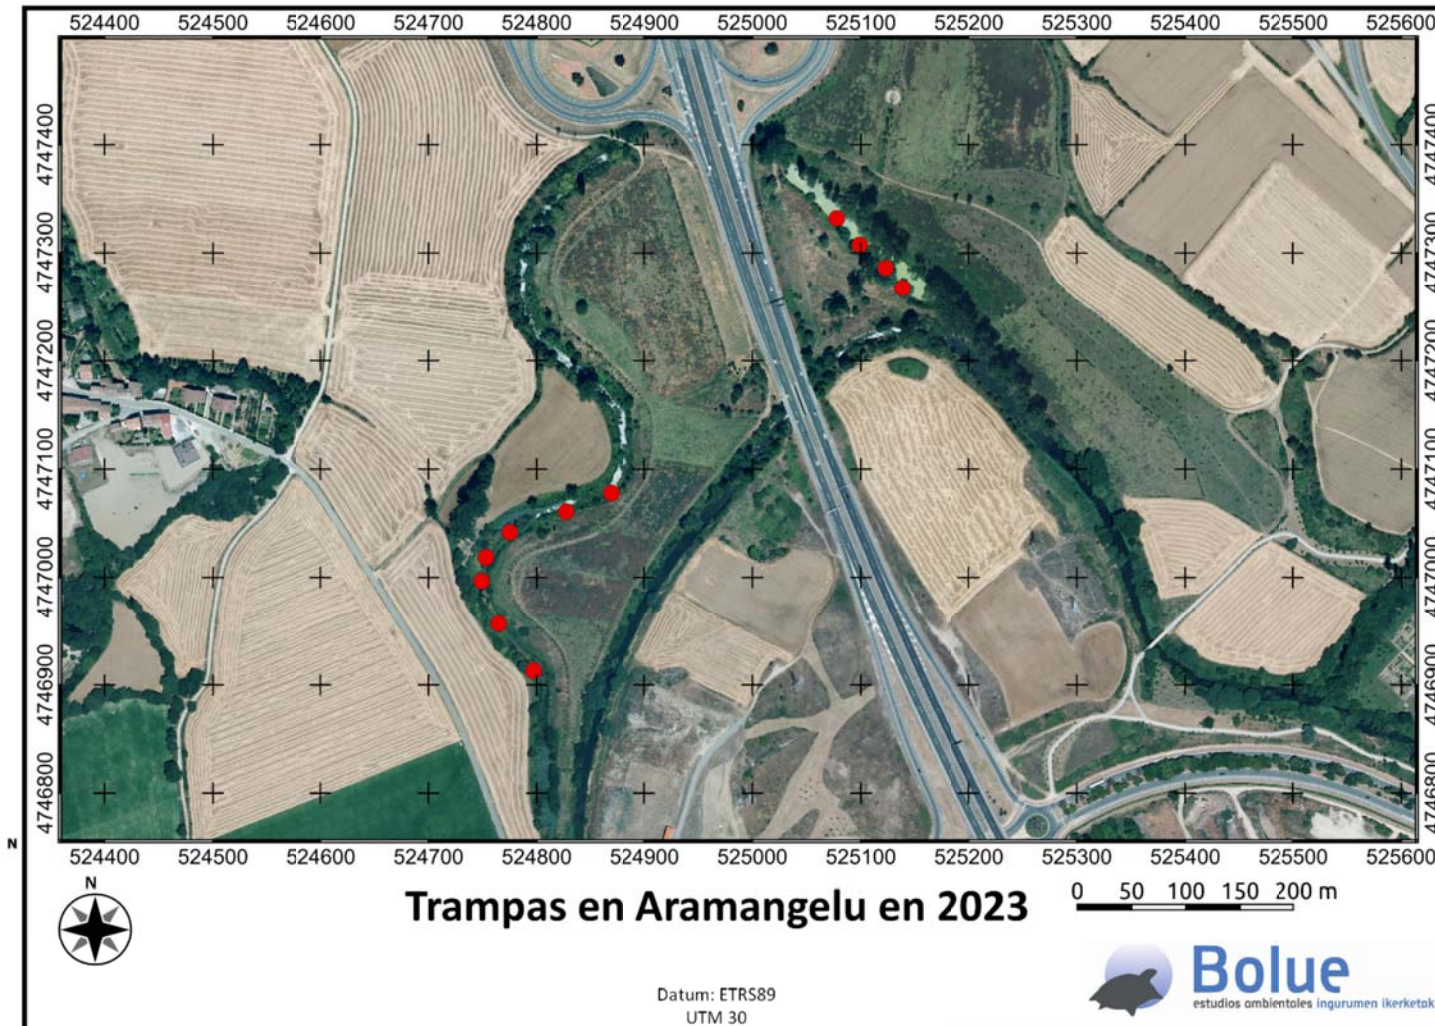 524400 524500 524600 524700 524800 524900 525000 525100 525200 525300 525400 525500 525600
4747400 4747400
4747300 4747300
4747200 4747200
4747100 4747100
4747000 4747000
4746900 4746900
4746800 4746800
N
524400 524500 524600 524700 524800 524900 525000 525100 525200 525300 525400 525500 525600
N
Trampas en Aramangelu en 2023
0 50 100 150 200 m
Bolue
estudios ambientales ingurumen ikerketak
Datum: ETRS89
UTM 30